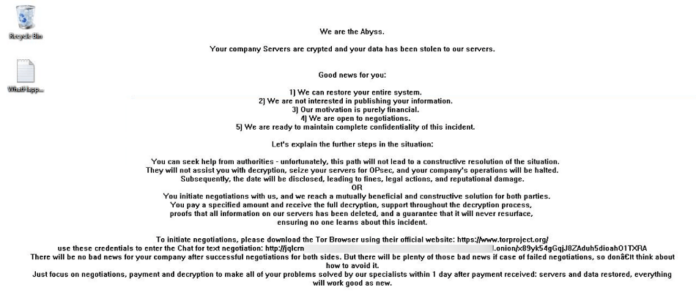 Recycle Bin
WhatHapp...
We are the Abyss.
Your company Servers are crypted and your data has been stolen to our servers.
Good news for you:
1] We can restore your entire system.
2] We are not interested in publishing your information.
3] Our motivation is purely financial.
4] We are open to negotiations.
5] We are ready to maintain complete confidentiality of this incident.
Let's explain the further steps in the situation:
You can seek help from authorities - unfortunately, this path will not lead to a constructive resolution of the situation.
They will not assist you with decryption, seize your servers for OPsec, and your company's operations will be halted.
Subsequently, the date will be disclosed, leading to fines, legal actions, and reputational damage.
OR
You initiate negotiations with us, and we reach a mutually beneficial and constructive solution for both parties.
You pay a specified amount and receive the full decryption, support throughout the decryption process,
proofs that all information on our servers has been deleted, and a guarantee that it will never resurface,
ensuring no one learns about this incident.
To initiate negotiations, please download the Tor Browser using their official website: https://www.torproject.org/
use these credentials to enter the Chat for text negotiation: http://jqlcrn
There will be no bad news for your company after successful negotiations for both sides. But there will be plenty of those bad news if case of failed negotiations, so donâ€t think about
how to avoid it.
Just focus on negotiations, payment and decryption to make all of your problems solved by our specialists within 1 day after payment received: servers and data restored, everything
will work good as new.